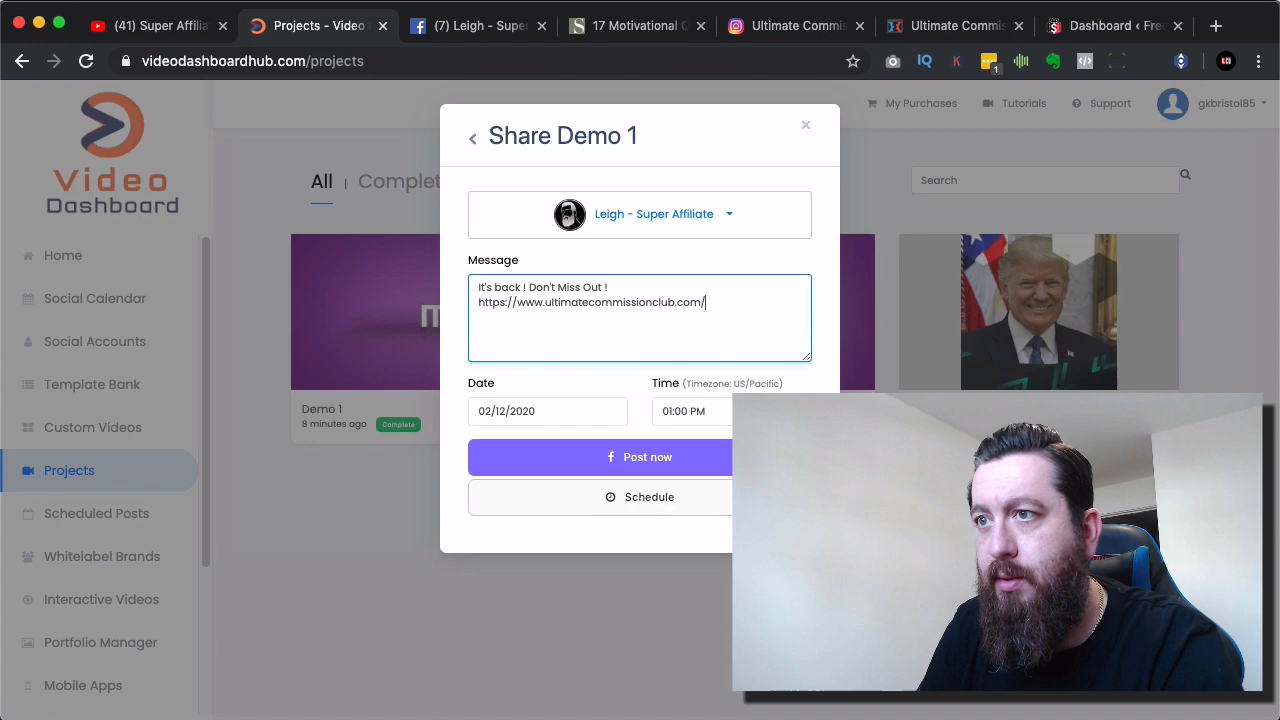 (41) Super Affilia
Projects - Video
(7) Leigh - Supe
17 Motivational
Ultimate Commis
Ultimate Commis
Dashboard ‹ Free
videodashboardhub.com/projects
IQ
K
1
My Purchases
Tutorials
Support
gkbristol85
Video
Dashboard
Home
Social Calendar
Social Accounts
Template Bank
Custom Videos
Projects
Scheduled Posts
Whitelabel Brands
Interactive Videos
Portfolio Manager
Mobile Apps
All | Complet
Search
Demo 1
8 minutes ago Complete
Share Demo 1
Leigh - Super Affiliate
Message
It's back ! Don't Miss Out !
https://www.ultimatecommissionclub.com/
Date
Time (Timezone: US/Pacific)
02/12/2020
01:00 PM
Post now
Schedule